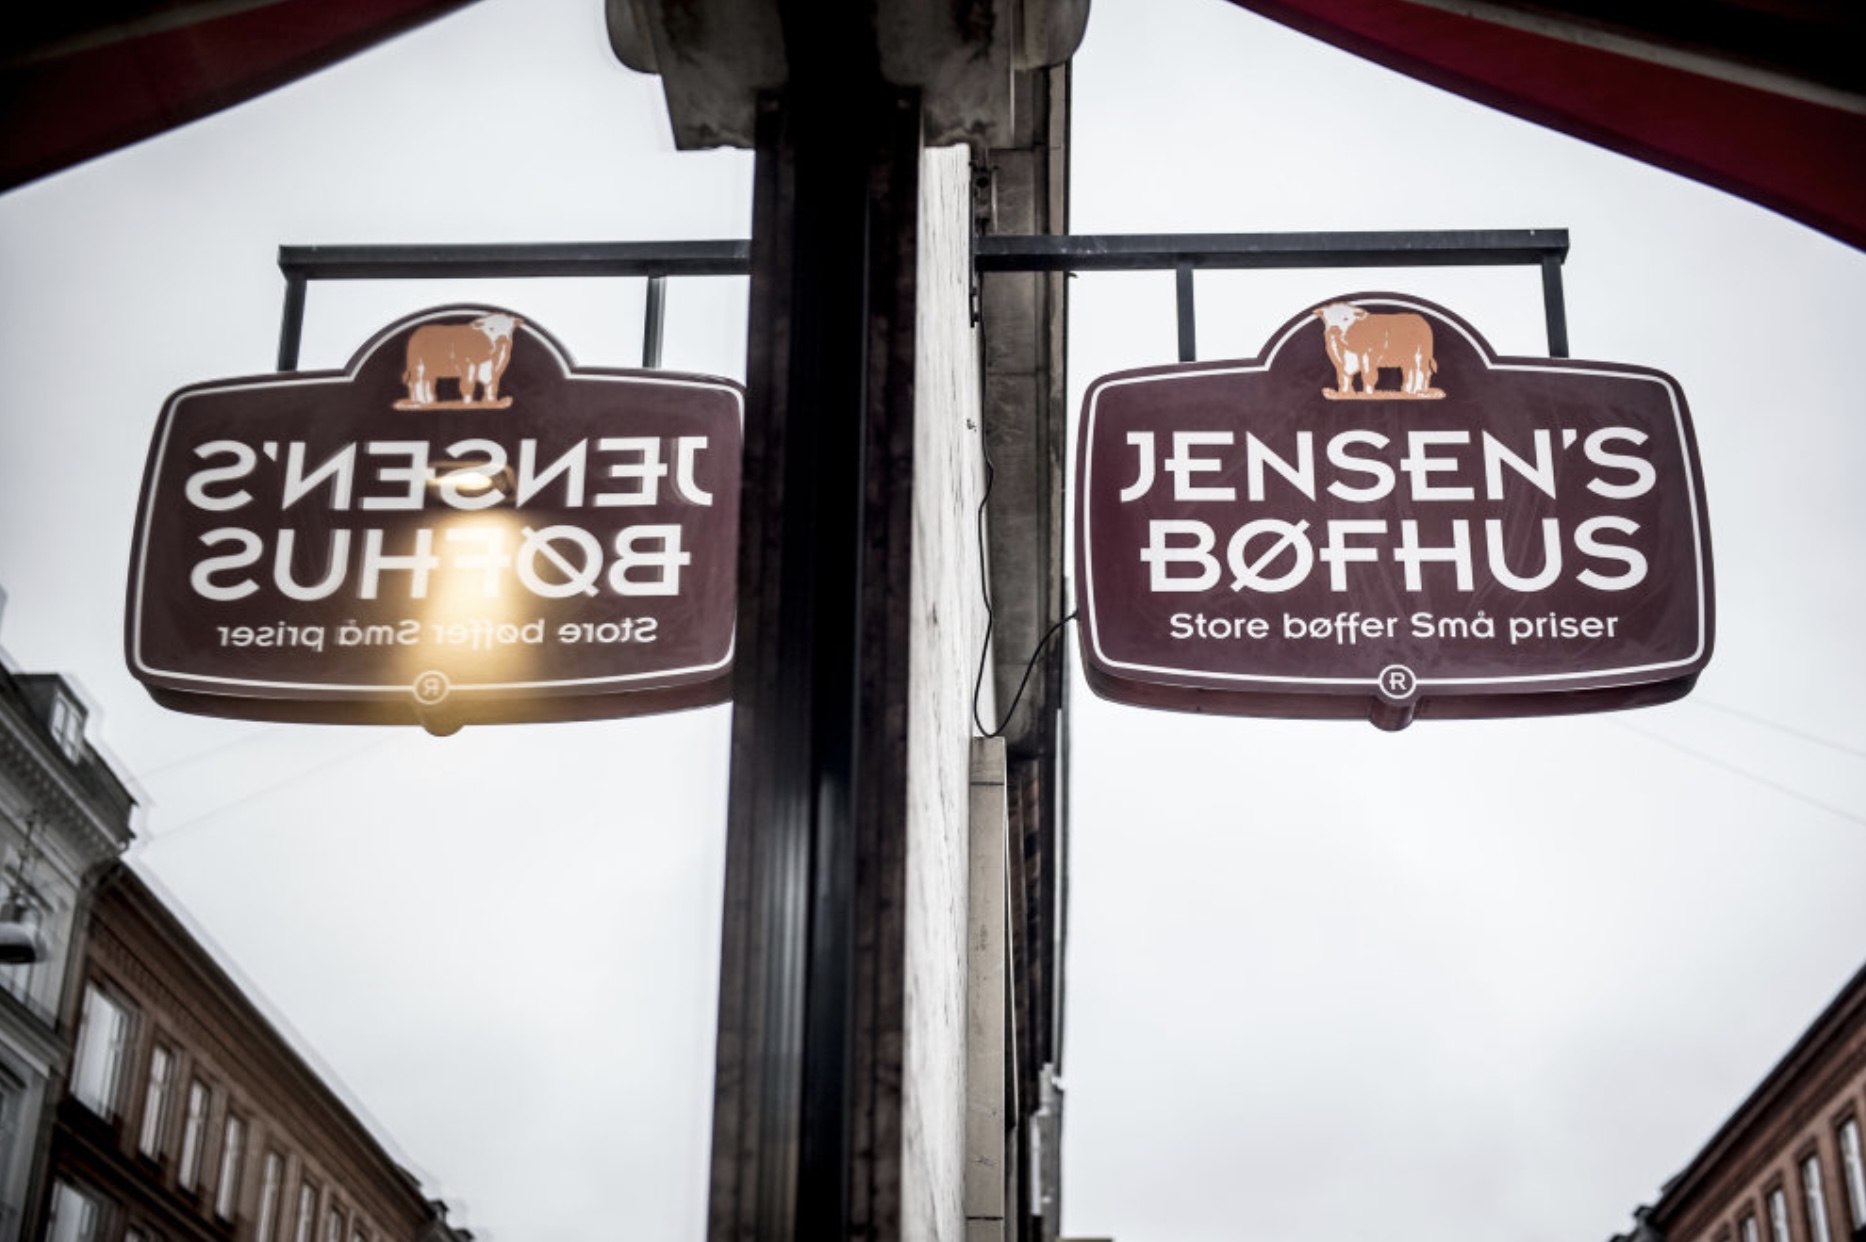 JENSEN'S
BØFHUS
Store bøffer Små priser
R
JENSEN'S
BØFHUS
Store bøffer Små priser
R